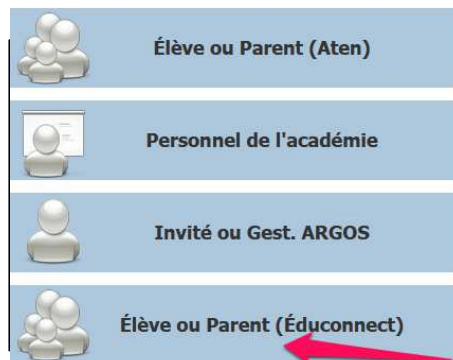 Élève ou Parent (Aten)
Personnel de l'académie
Invité ou Gest. ARGOS
Élève ou Parent (Éduconnect)